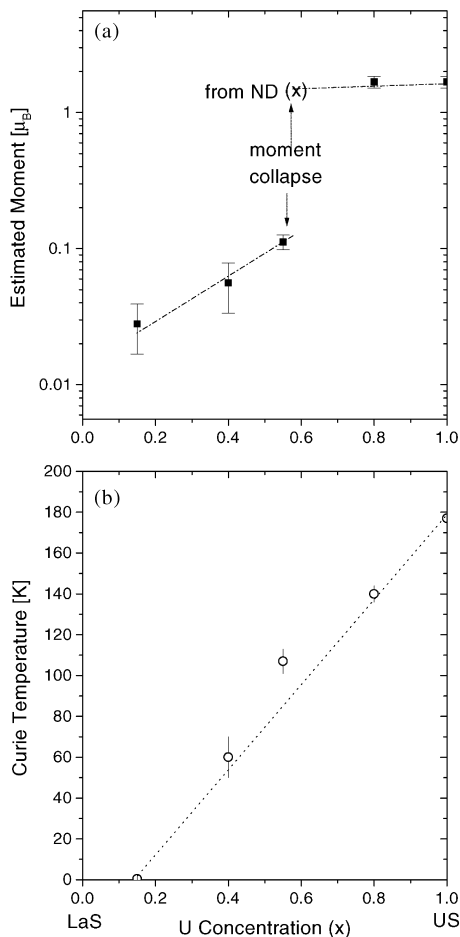 (a)
Estimated Moment [μB]
1
0.1
0.01
from ND (x)
moment
collapse
0.0 0.2 0.4 0.6 0.8 1.0
(b)
Curie Temperature [K]
200
180
160
140
120
100
80
60
40
20
0
0.0 0.2 0.4 0.6 0.8 1.0
LaS U Concentration (x) US